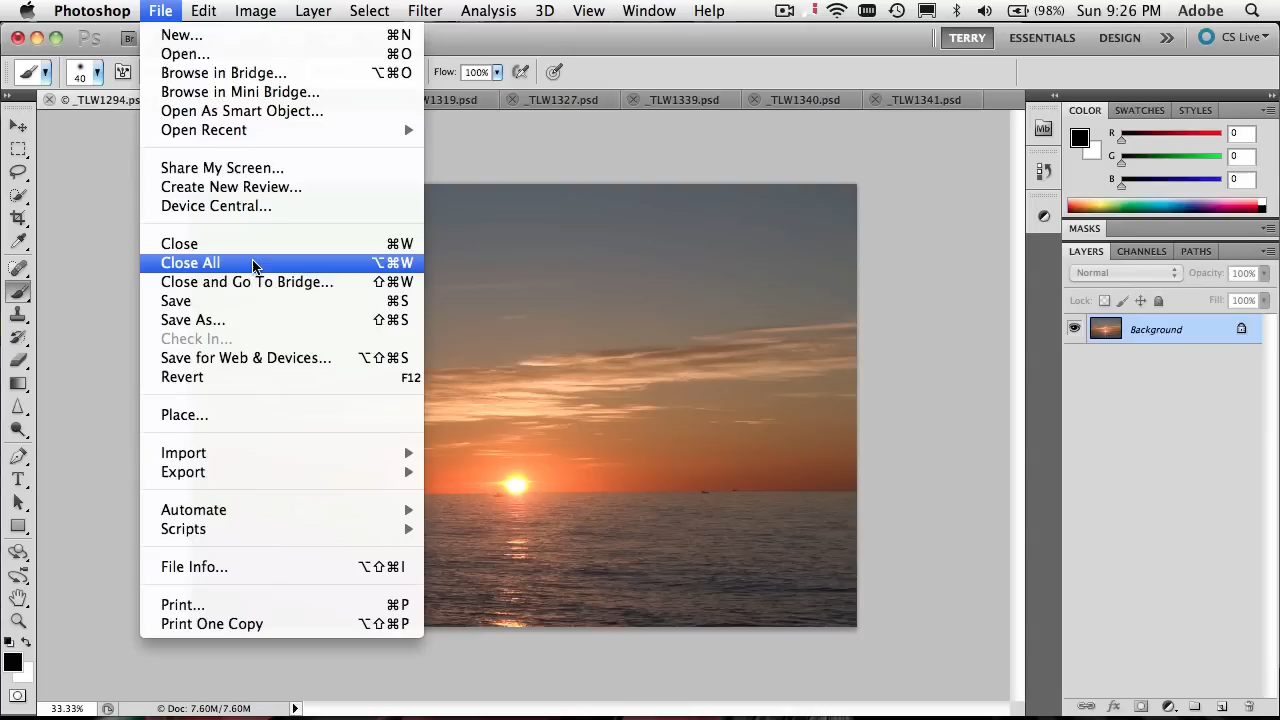 Photoshop File Edit Image Layer Select Filter Analysis 3D View Window Help (98%) Sun 9:26 PM Adobe
Ps Br TERRY ESSENTIALS DESIGN CS Live
40 Flow: 100%
© _TLW1294.psd W1319.psd _TLW1327.psd _TLW1339.psd _TLW1340.psd _TLW1341.psd
New... ⌘N
Open... ⌘O
Browse in Bridge... ⌥⌘O
Browse in Mini Bridge...
Open As Smart Object...
Open Recent
Share My Screen...
Create New Review...
Device Central...
Close ⌘W
Close All ⌥⌘W
Close and Go To Bridge... ⇧⌘W
Save ⌘S
Save As... ⇧⌘S
Check In...
Save for Web & Devices... ⌥⇧⌘S
Revert F12
Place...
Import
Export
Automate
Scripts
File Info... ⌥⇧⌘I
Print... ⌘P
Print One Copy ⌥⇧⌘P
Mb
COLOR SWATCHES STYLES
R 0
G 0
B 0
MASKS
LAYERS CHANNELS PATHS
Normal Opacity: 100%
Lock: Fill: 100%
Background
T
fx
33.33% © Doc: 7.60M/7.60M